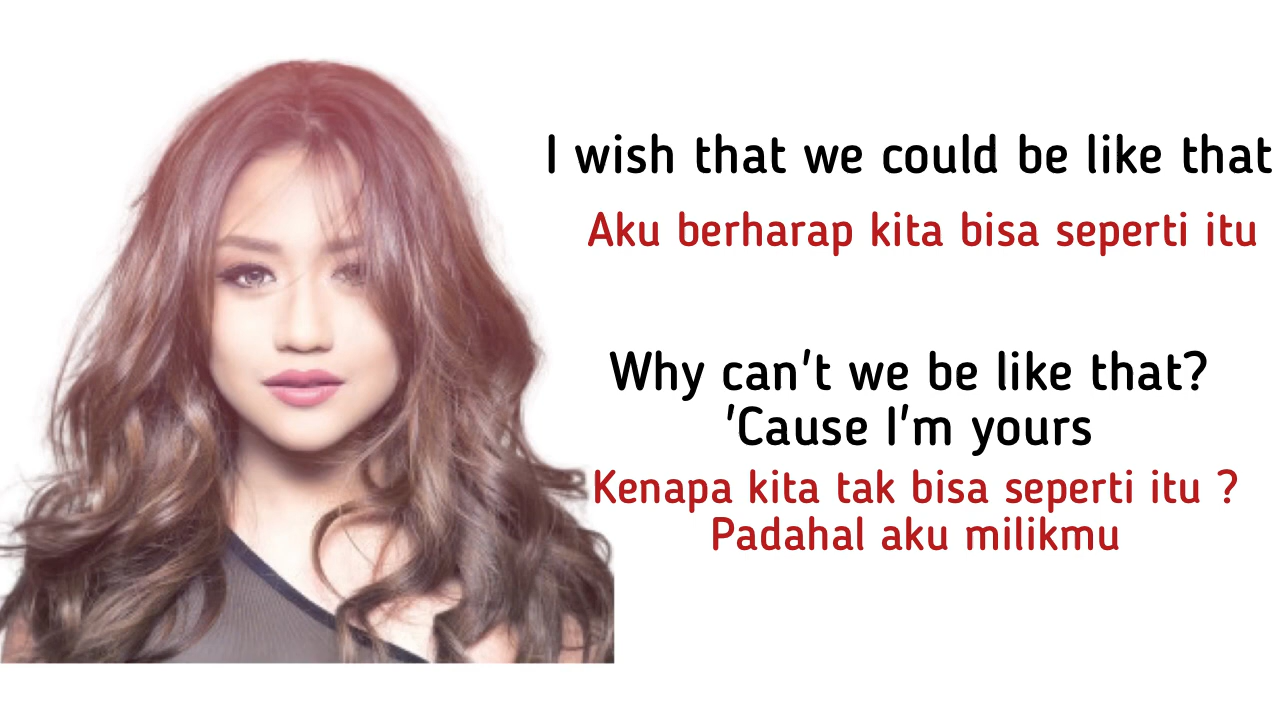 I wish that we could be like that
Aku berharap kita bisa seperti itu
Why can't we be like that?
'Cause I'm yours
Kenapa kita tak bisa seperti itu ?
Padahal aku milikmu